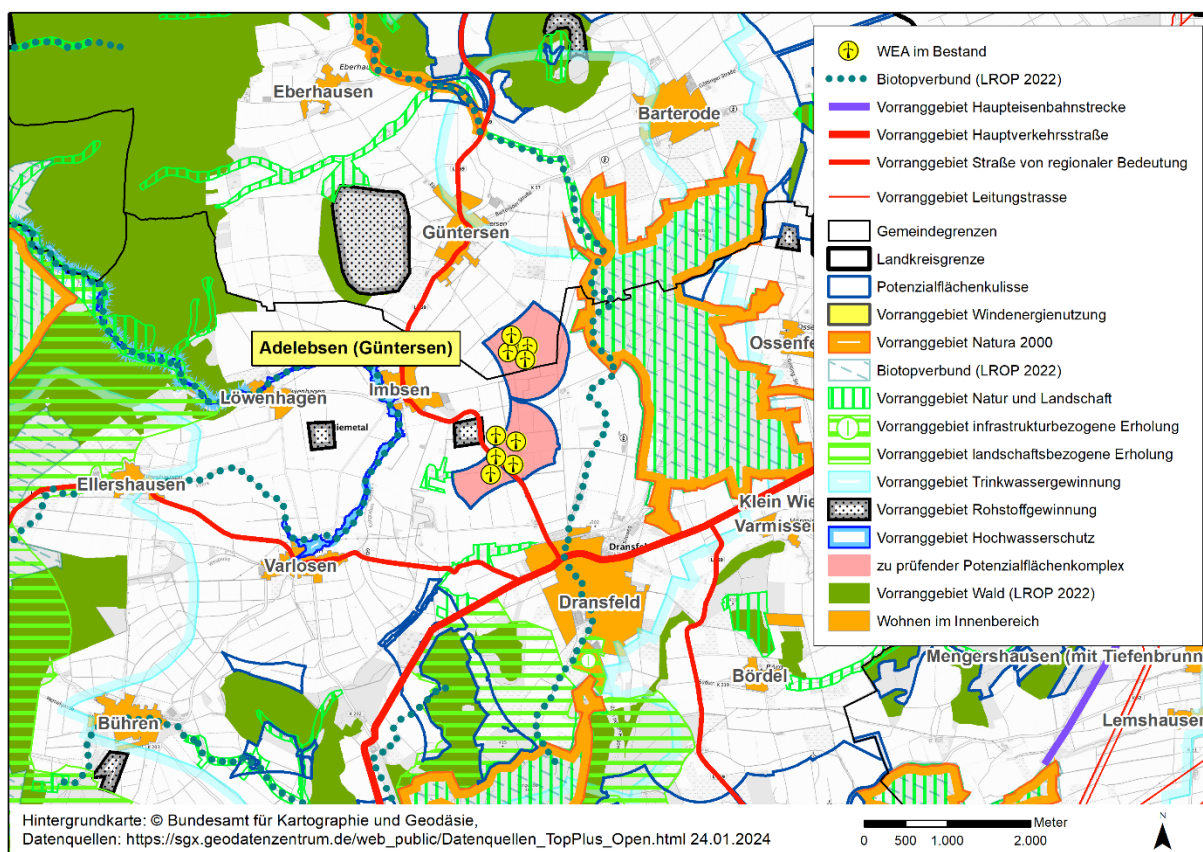 Eberhausen
Barterode
Güntersen
Adelebsen (Güntersen)
Ossenfe
Löwenhagen
Imbsen
Ellershausen
Klein Wie
Varmissen
Varlosen
Dransfeld
Dransfeld
Bördel
Mengershausen (mit Tiefenbrunn
Bühren
Lemshausen
WEA im Bestand
Biotopverbund (LROP 2022)
Vorranggebiet Haupteisenbahnstrecke
Vorranggebiet Hauptverkehrsstraße
Vorranggebiet Straße von regionaler Bedeutung
Vorranggebiet Leitungstrasse
Gemeindegrenzen
Landkreisgrenze
Potenzialflächenkulisse
Vorranggebiet Windenergienutzung
Vorranggebiet Natura 2000
Biotopverbund (LROP 2022)
Vorranggebiet Natur und Landschaft
Vorranggebiet infrastrukturbezogene Erholung
Vorranggebiet landschaftsbezogene Erholung
Vorranggebiet Trinkwassergewinnung
Vorranggebiet Rohstoffgewinnung
Vorranggebiet Hochwasserschutz
zu prüfender Potenzialflächenkomplex
Vorranggebiet Wald (LROP 2022)
Wohnen im Innenbereich
Hintergrundkarte: © Bundesamt für Kartographie und Geodäsie,
Datenquellen: https://sgx.geodatenzentrum.de/web_public/Datenquellen_TopPlus_Open.html 24.01.2024
Meter
0 500 1.000 2.000
N